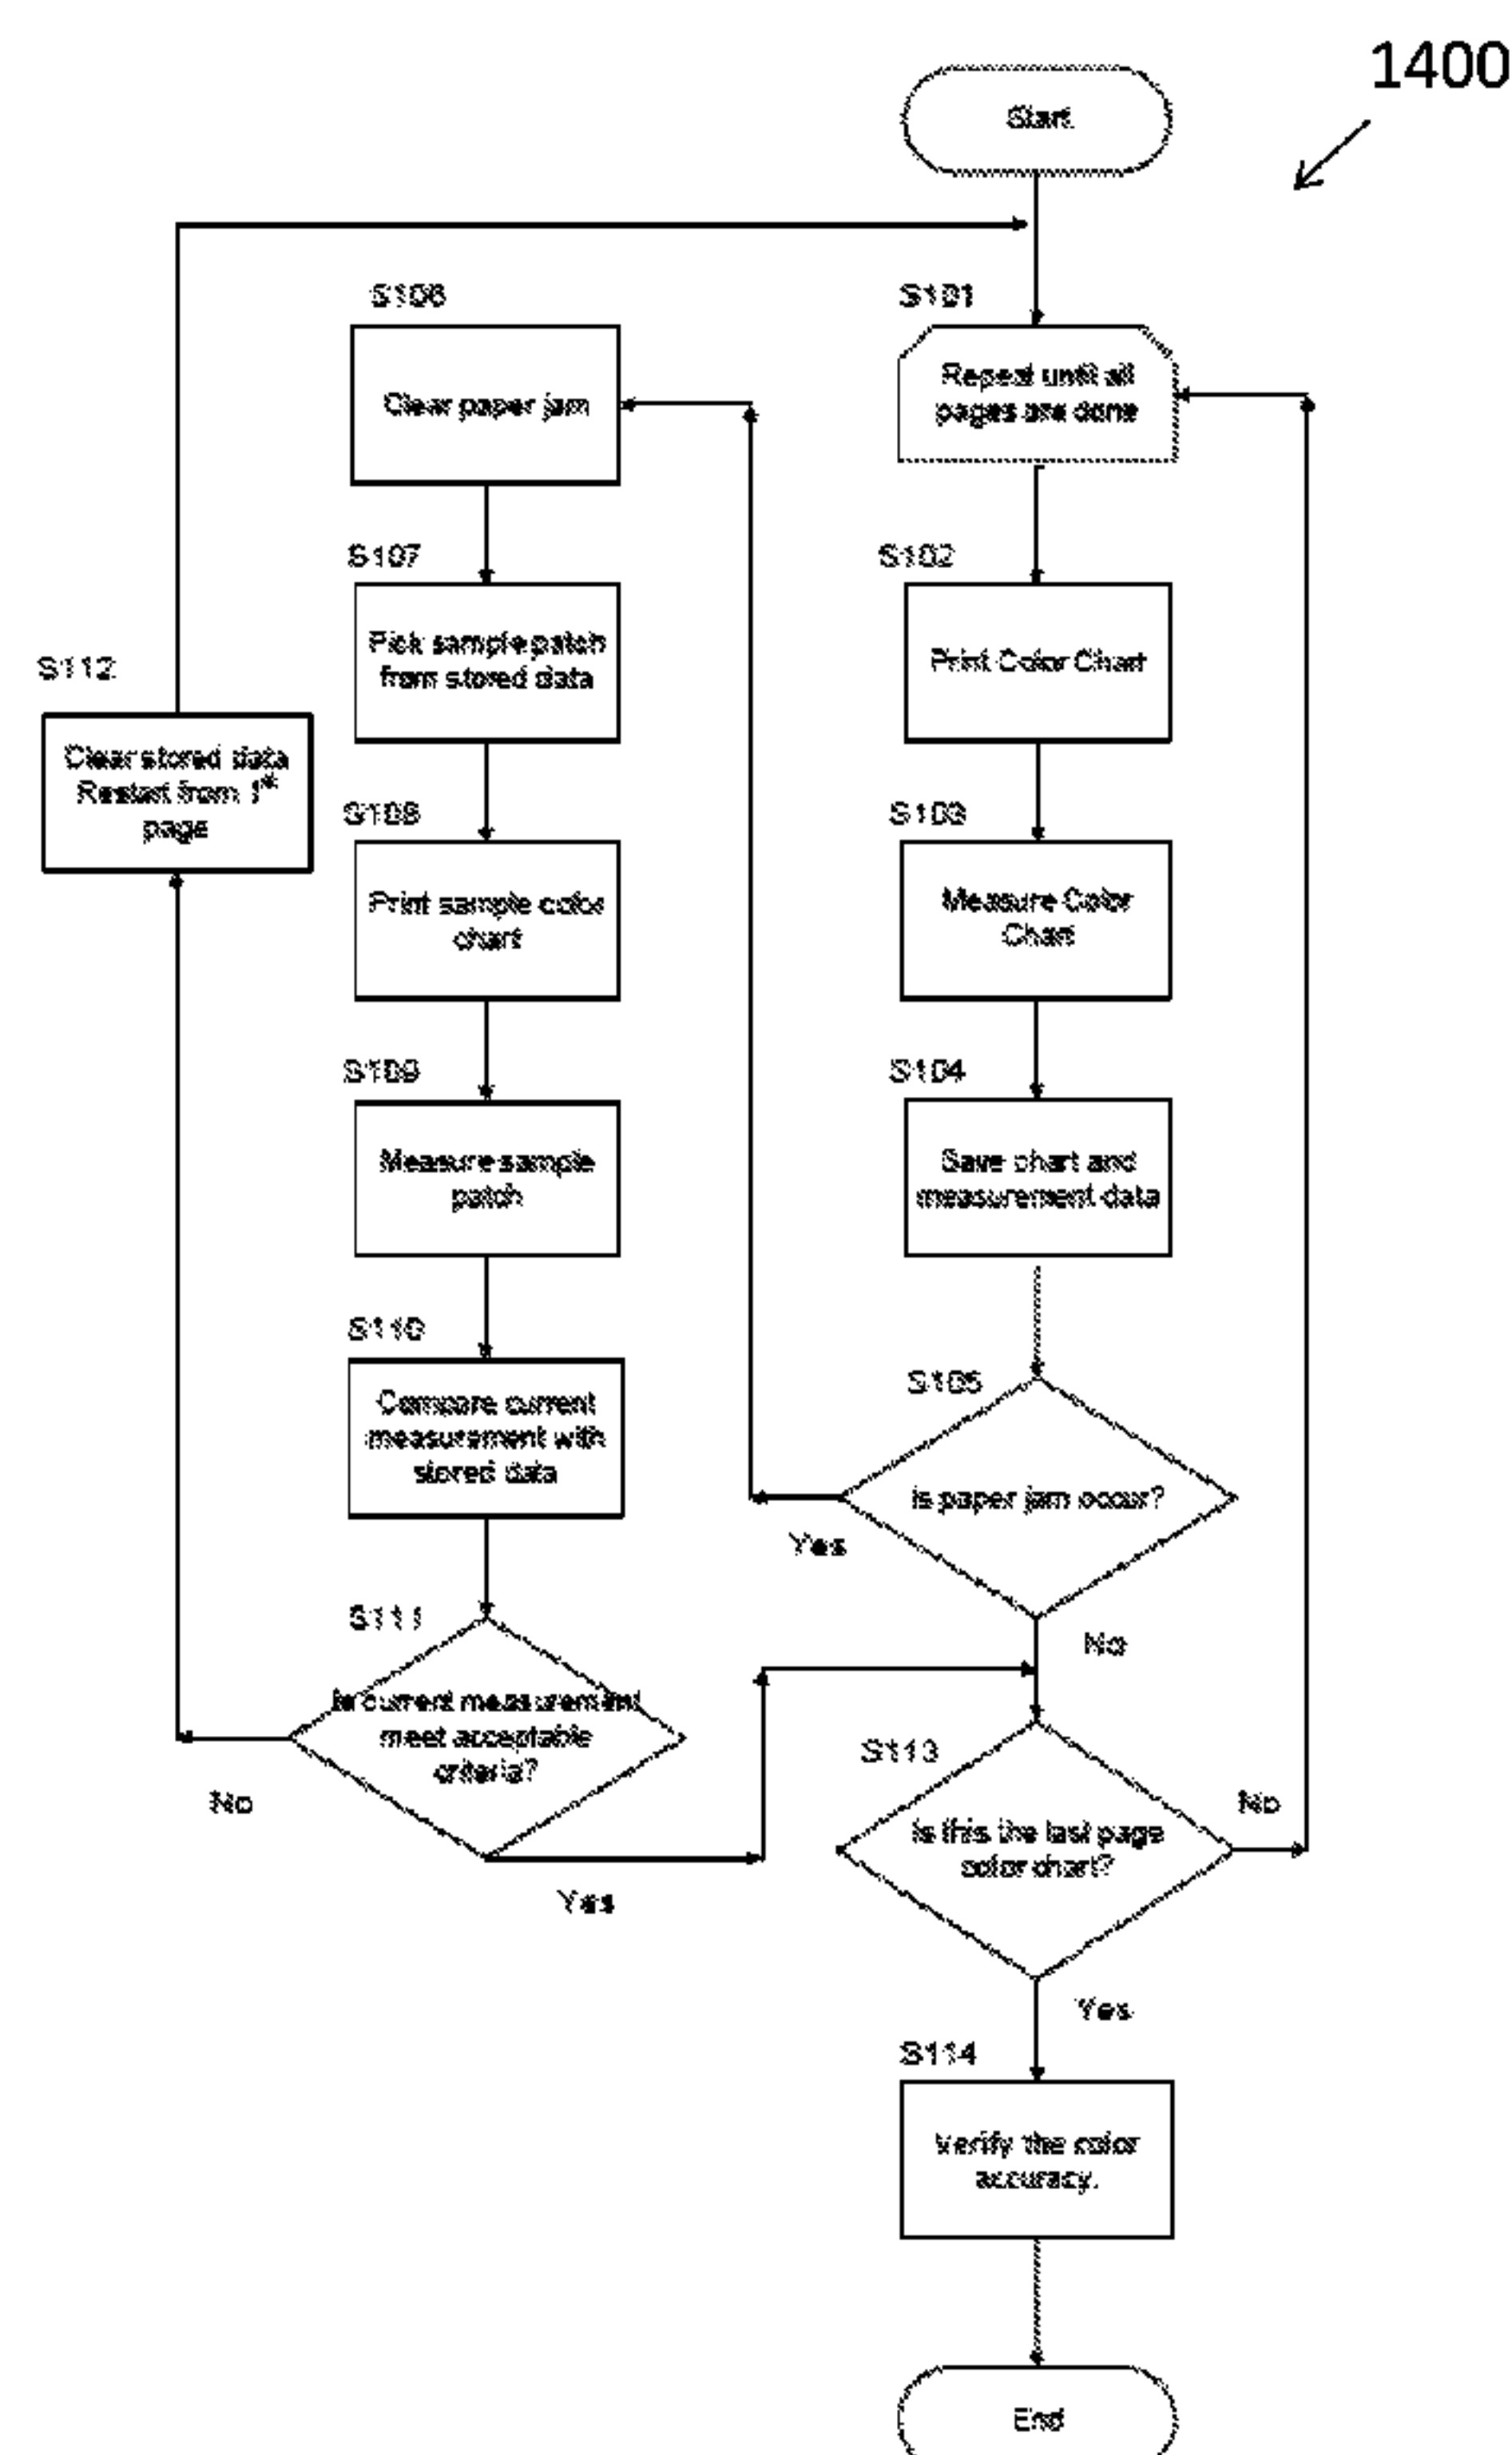 1400
Start
S101
Repeat until all
pages are done
S102
Print Color Chart
S103
Measure Color
Chart
S104
Save chart and
measurement data
S105
Is paper jam occur?
Yes
No
S106
Clear paper jam
S107
Pick sample patch
from stored data
S108
Print sample color
chart
S109
Measure sample
patch
S110
Compare current
measurement with
stored data
S111
Is current measurement
meet acceptable
criteria?
No
Yes
S112
Clear stored data
Restart from 1st
page
S113
Is this the last page
color chart?
No
Yes
S114
Verify the color
accuracy.
End